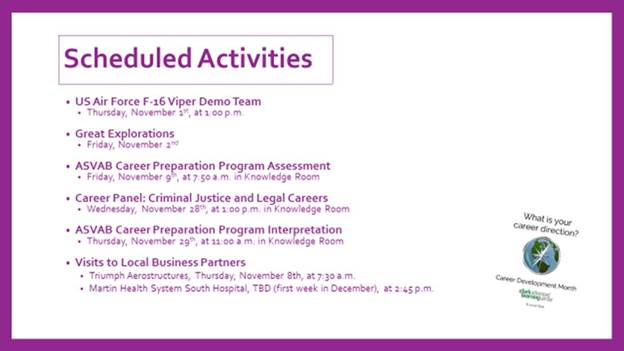 Scheduled Activities
• US Air Force F-16 Viper Demo Team
• Thursday, November 1st, at 1:00 p.m.
• Great Explorations
• Friday, November 2nd
• ASVAB Career Preparation Program Assessment
• Friday, November 9th, at 7:50 a.m. in Knowledge Room
• Career Panel: Criminal Justice and Legal Careers
• Wednesday, November 28th, at 1:00 p.m. in Knowledge Room
• ASVAB Career Preparation Program Interpretation
• Thursday, November 29th, at 11:00 a.m. in Knowledge Room
• Visits to Local Business Partners
• Triumph Aerostructures, Thursday, November 8th, at 7:30 a.m.
• Martin Health System South Hospital, TBD (first week in December), at 2:45 p.m.
What is your
career direction?
Career Development Month